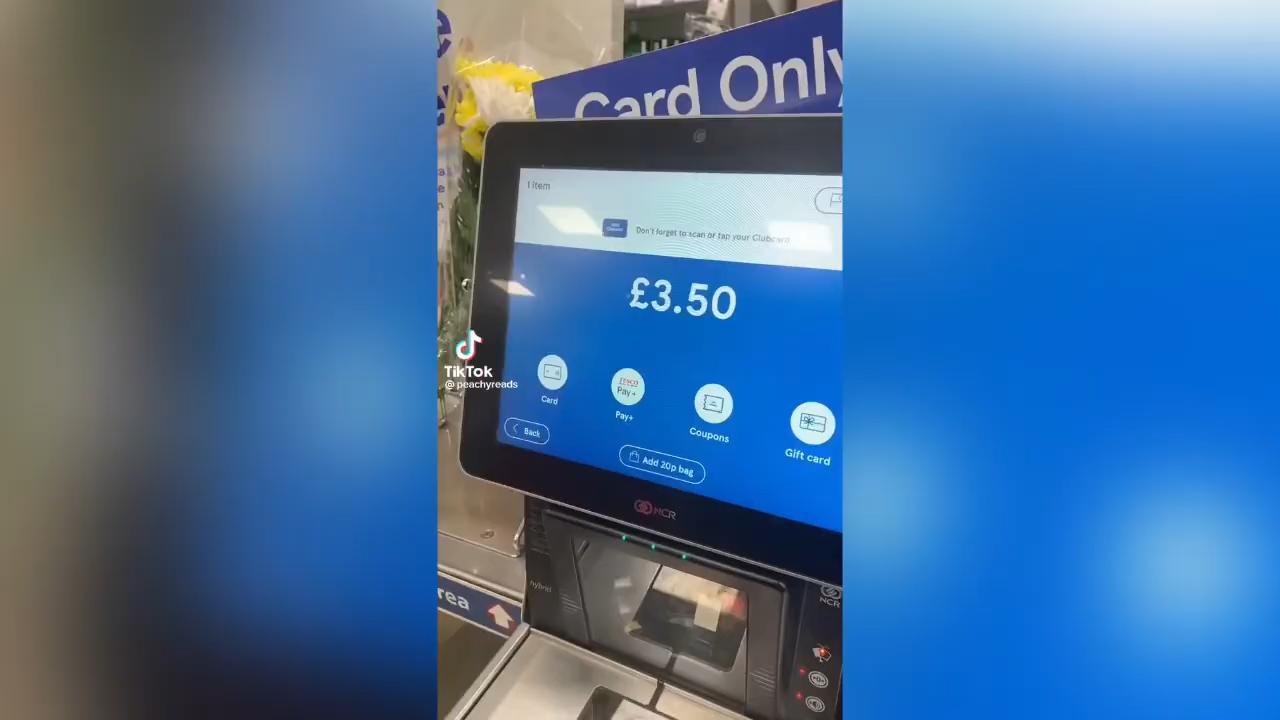 Card Only
1 item
Don't forget to scan or tap your Clubcard
£3.50
TESCO
Pay+
Card
Pay+
Coupons
Gift card
Back
Add 20p bag
TikTok
@peachyreads
NCR
hybrid
NCR
rea